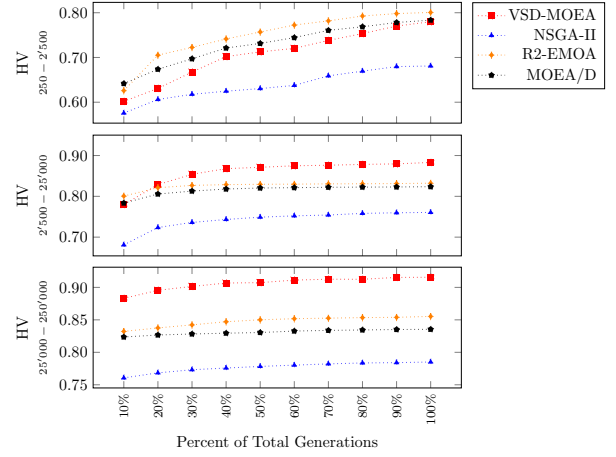 VSD-MOEA
NSGA-II
R2-EMOA
MOEA/D
HV
250 − 2′500
0.80
0.70
0.60
HV
2′500 − 25′000
0.90
0.80
0.70
HV
25′000 − 250′000
0.90
0.85
0.80
0.75
10%
20%
30%
40%
50%
60%
70%
80%
90%
100%
Percent of Total Generations